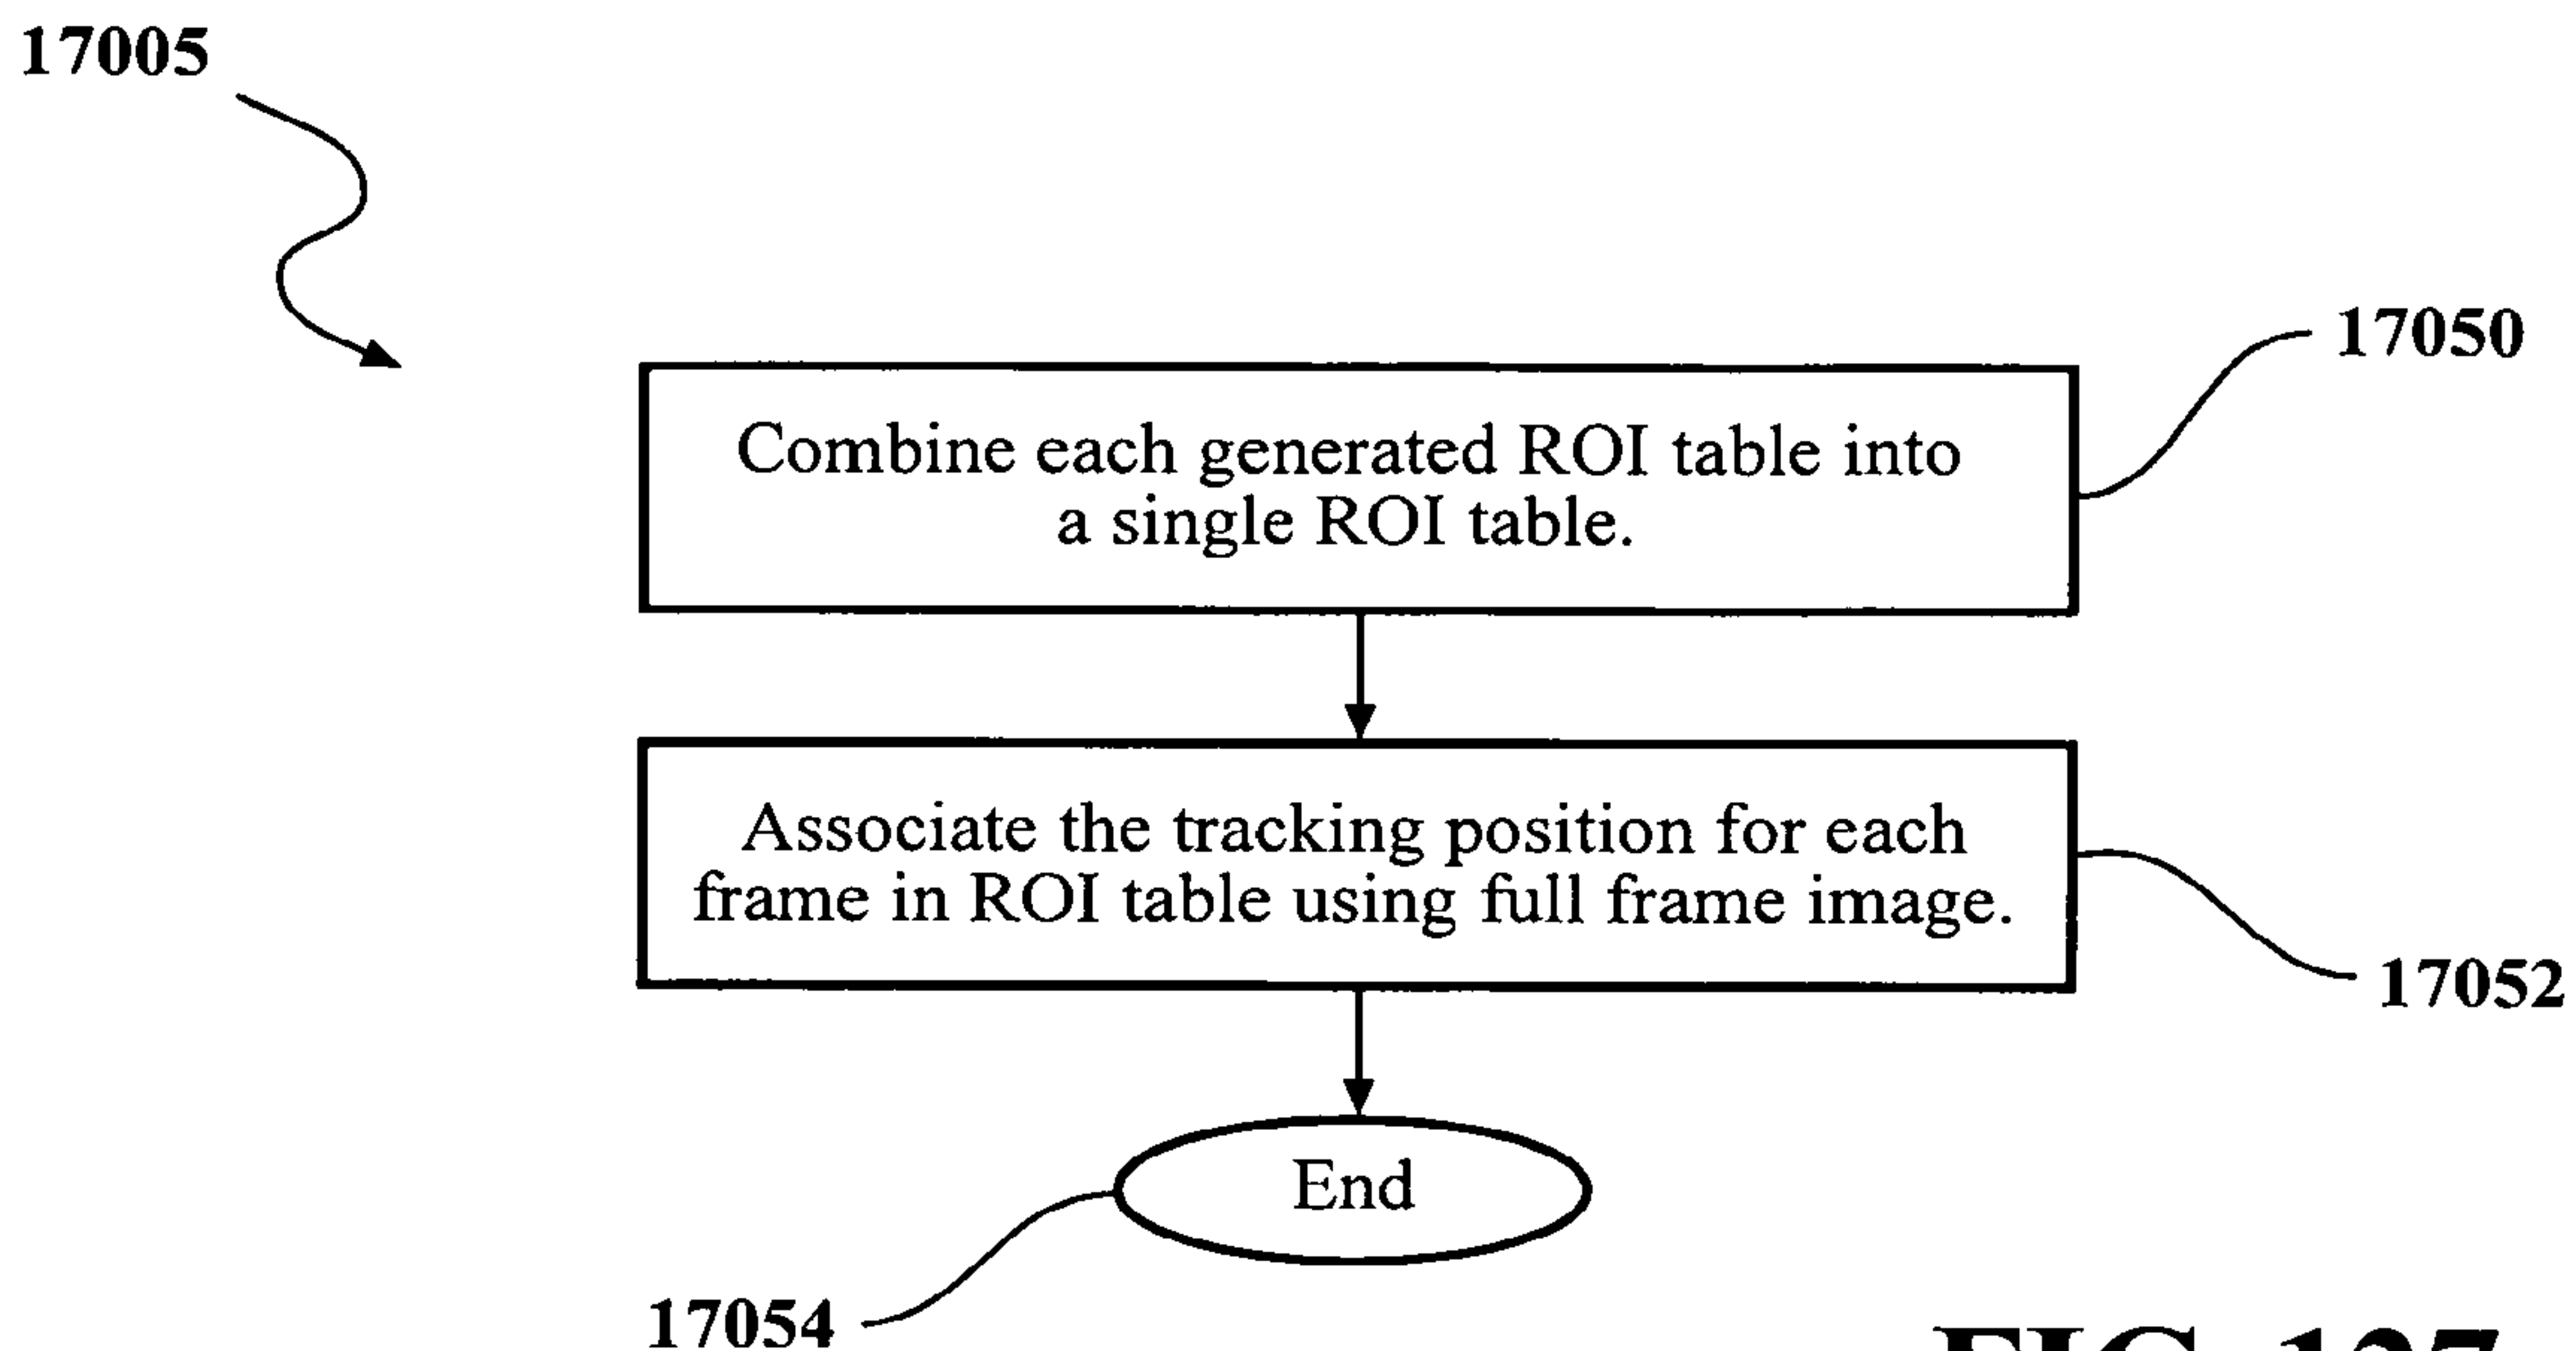 17005
17050
Combine each generated ROI table into
a single ROI table.
Associate the tracking position for each
frame in ROI table using full frame image.
17052
End
17054